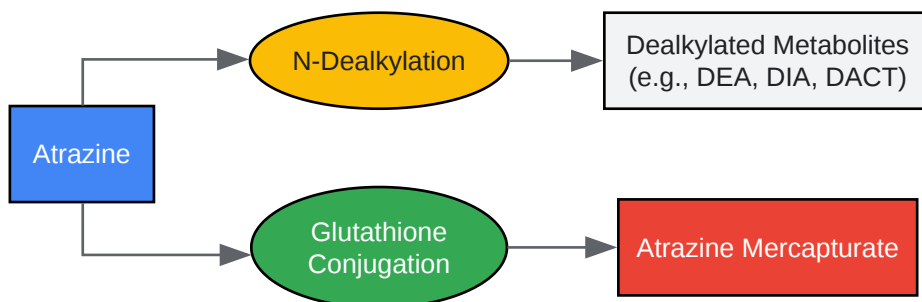 N-Dealkylation
Dealkylated Metabolites
(e.g., DEA, DIA, DACT)
Atrazine
Glutathione
Conjugation
Atrazine Mercapturate